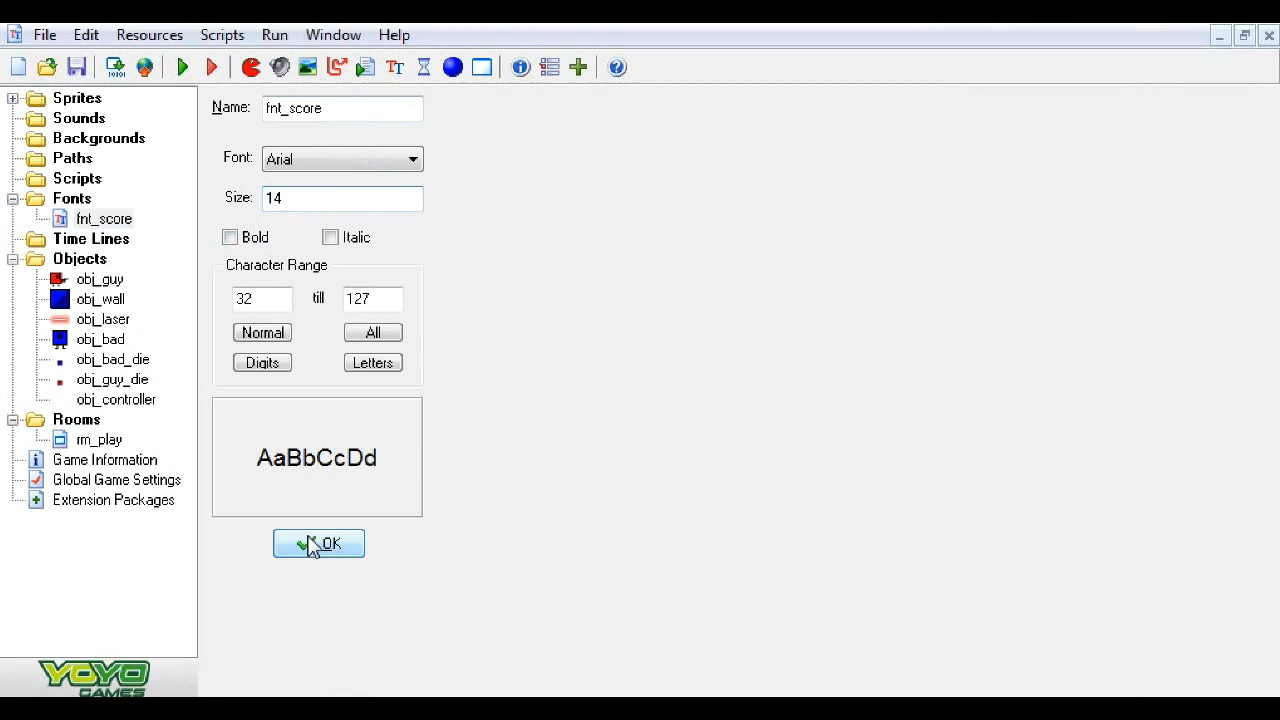 File Edit Resources Scripts Run Window Help
Sprites
Sounds
Backgrounds
Paths
Scripts
Fonts
fnt_score
Time Lines
Objects
obj_guy
obj_wall
obj_laser
obj_bad
obj_bad_die
obj_guy_die
obj_controller
Rooms
rm_play
Game Information
Global Game Settings
Extension Packages
YOYO
GAMES
Name: fnt_score
Font: Arial
Size: 14
Bold Italic
Character Range
32 till 127
Normal All
Digits Letters
AaBbCcDd
OK